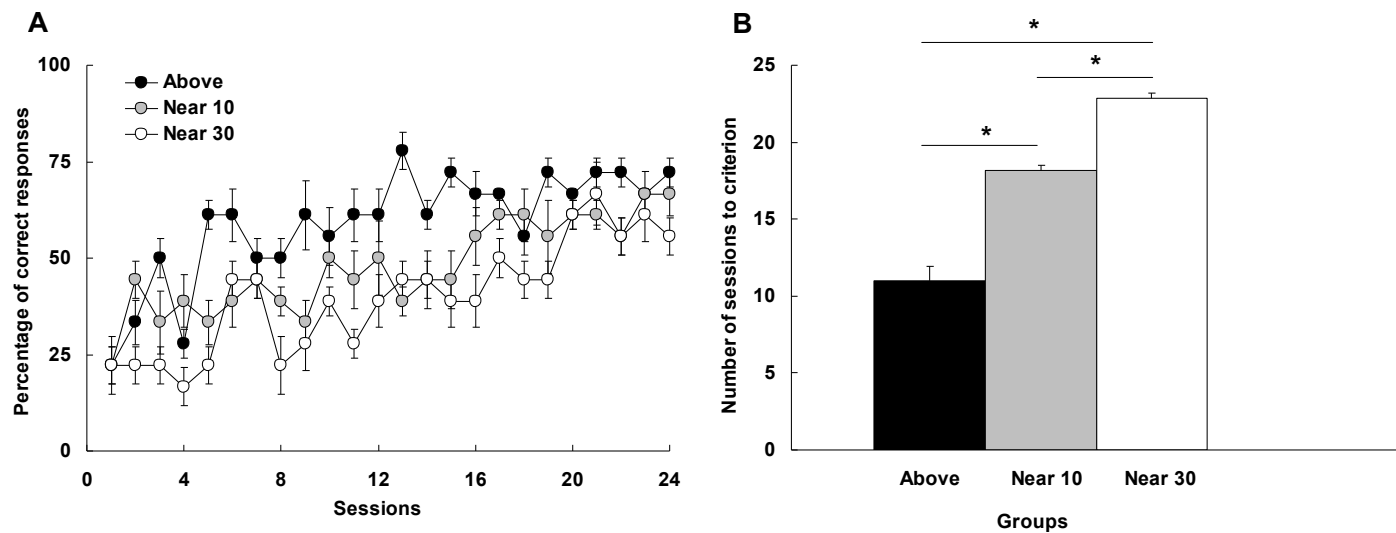 A
Percentage of correct responses
100
75
50
25
0
Above
Near 10
Near 30
0 4 8 12 16 20 24
Sessions
B
Number of sessions to criterion
25
20
15
10
5
0
*
*
*
Above Near 10 Near 30
Groups